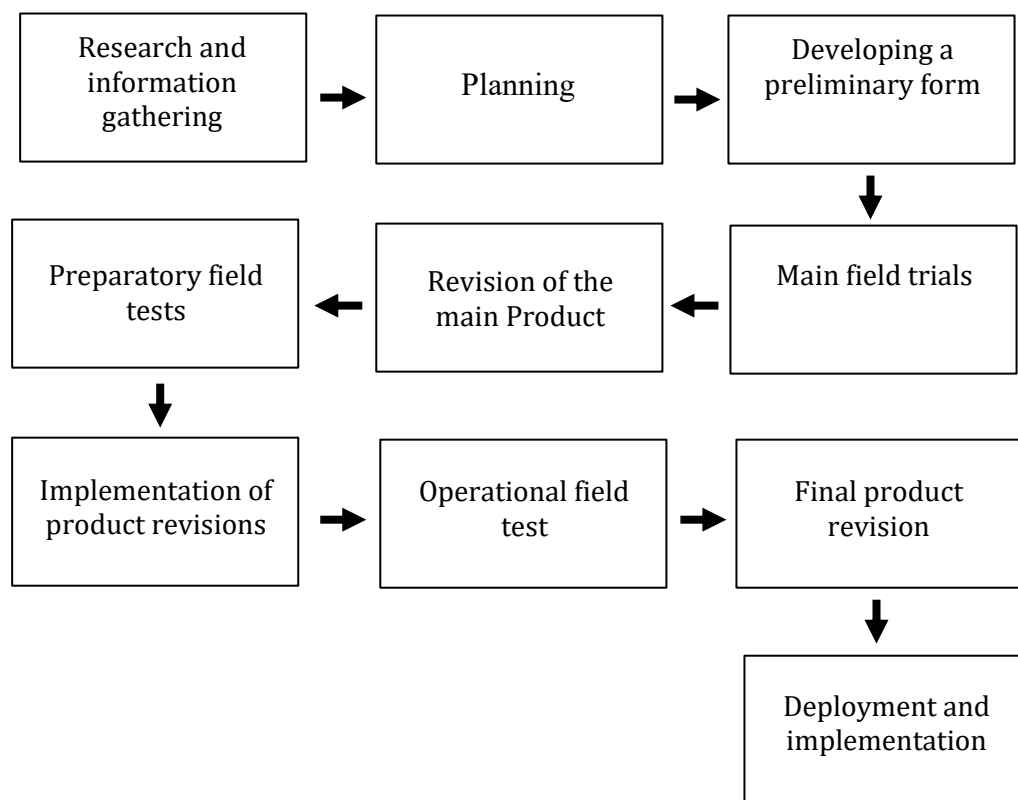 Research and
information
gathering
Planning
Developing a
preliminary form
Main field trials
Revision of the
main Product
Preparatory field
tests
Implementation of
product revisions
Operational field
test
Final product
revision
Deployment and
implementation